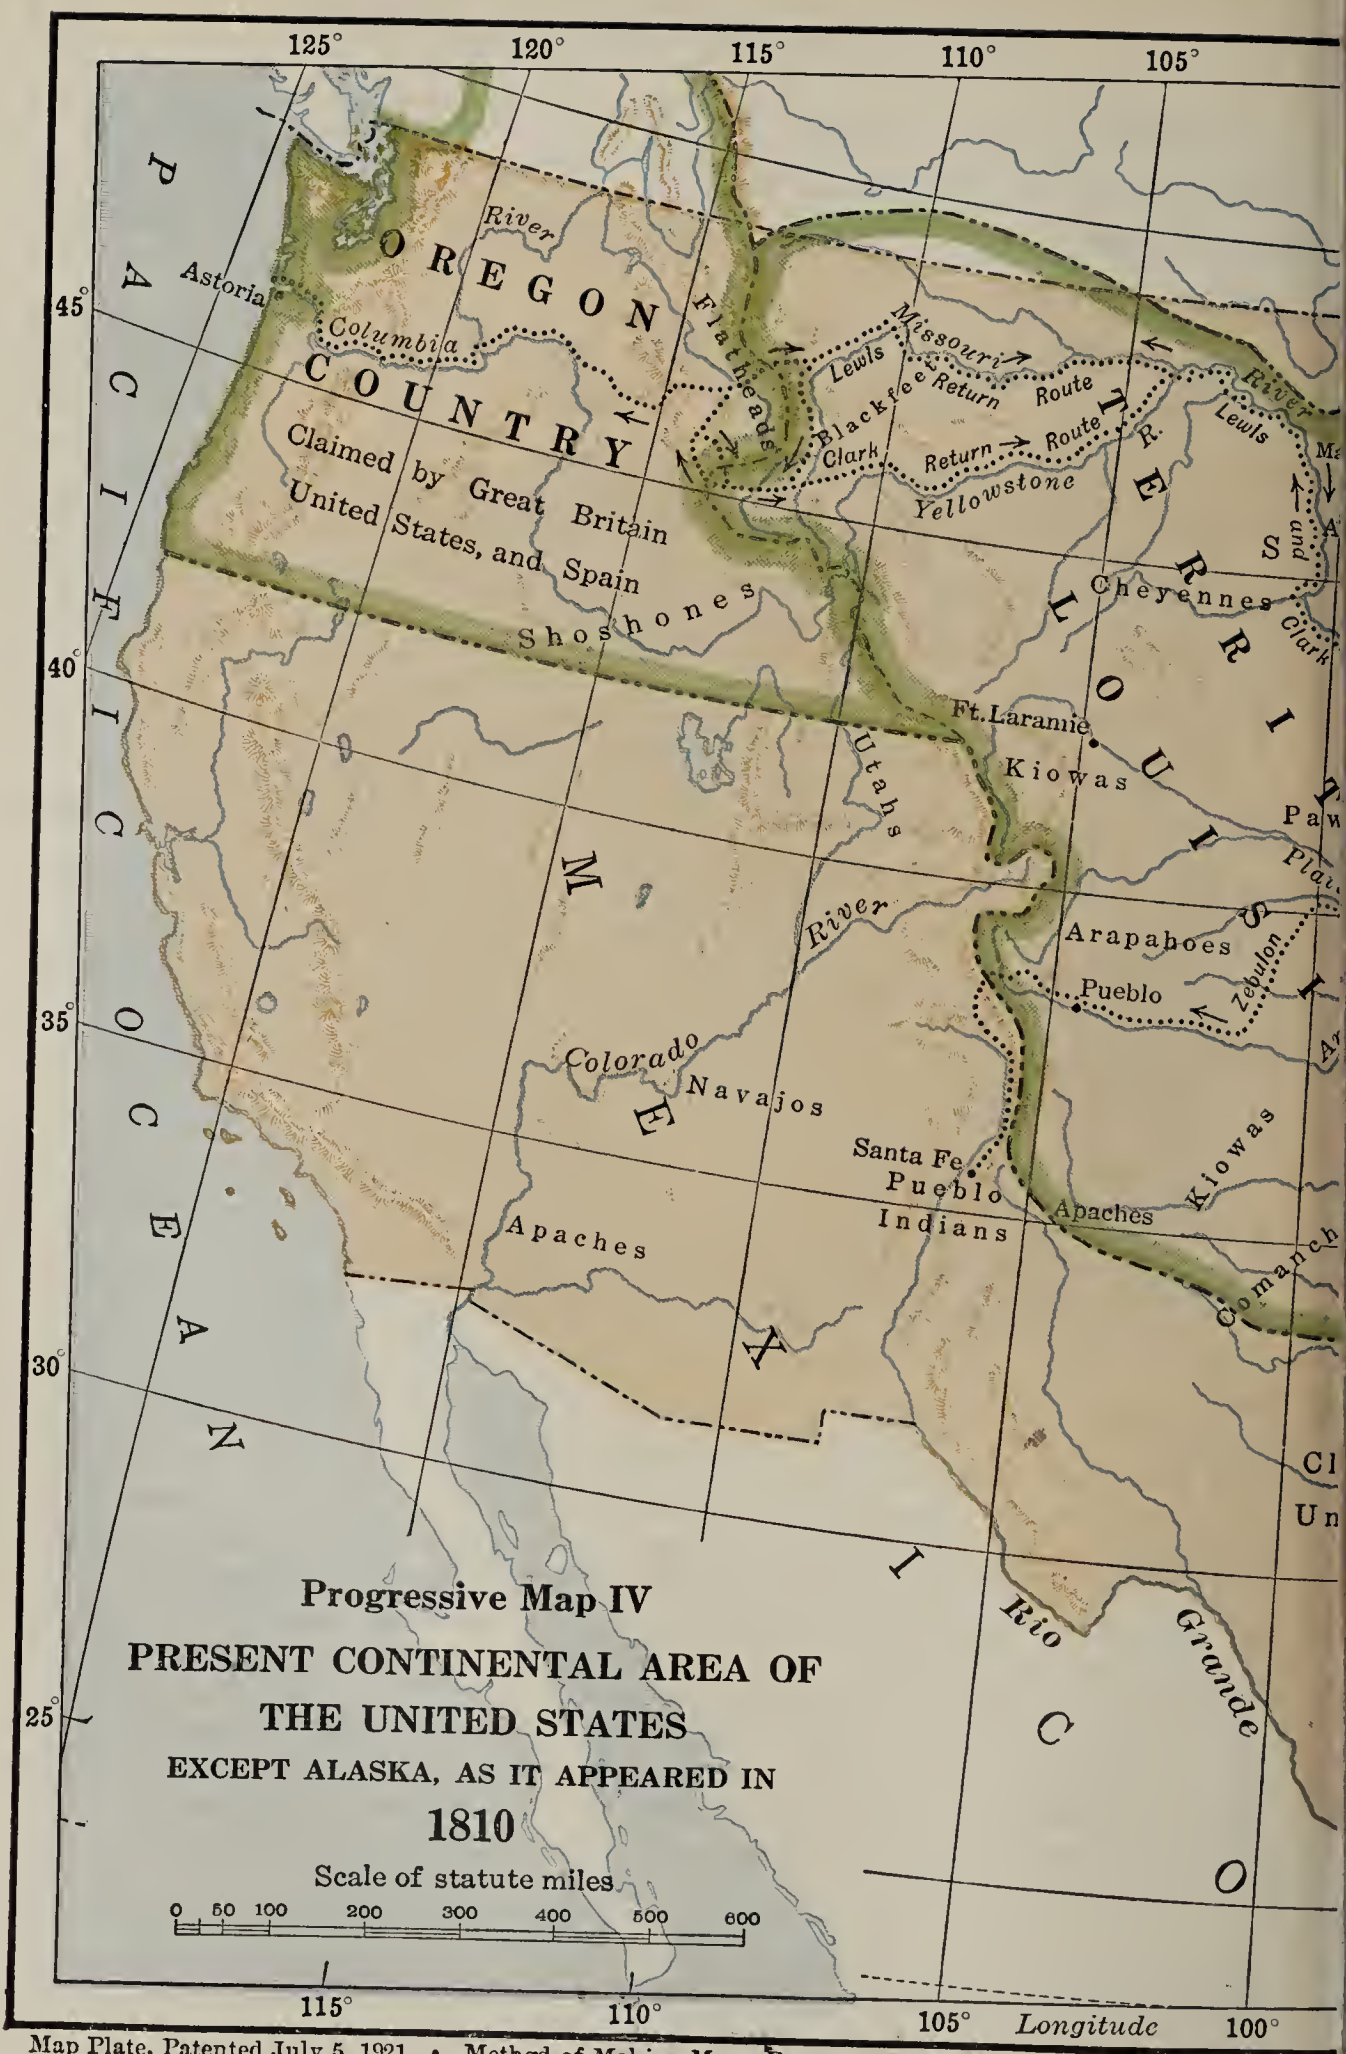 125° 120° 115° 110° 105°
PACIFIC OCEAN
45°
40°
35°
30°
25°
River
OREGON
COUNTRY
Astoria
Columbia
Claimed by Great Britain
United States, and Spain
Shoshones
Flatheads
Missouri
Lewis
Blackfeet
Return Route
Clark
Return Route
Yellowstone
R.
River
Lewis
and
Clark
S
Cheyennes
LOUISI
TERRIT
Ft. Laramie
Kiowas
Utahs
Arapahoes
Pueblo
Zebulon
River
Colorado
Navajos
Santa Fe
Pueblo
Indians
Apaches
Kiowas
Apaches
MEXICO
Rio Grande
Progressive Map IV
PRESENT CONTINENTAL AREA OF
THE UNITED STATES
EXCEPT ALASKA, AS IT APPEARED IN
1810
Scale of statute miles
0 50 100 200 300 400 500 600
115° 110° 105° Longitude 100°
Map Plate, Patented July 5, 1921 •